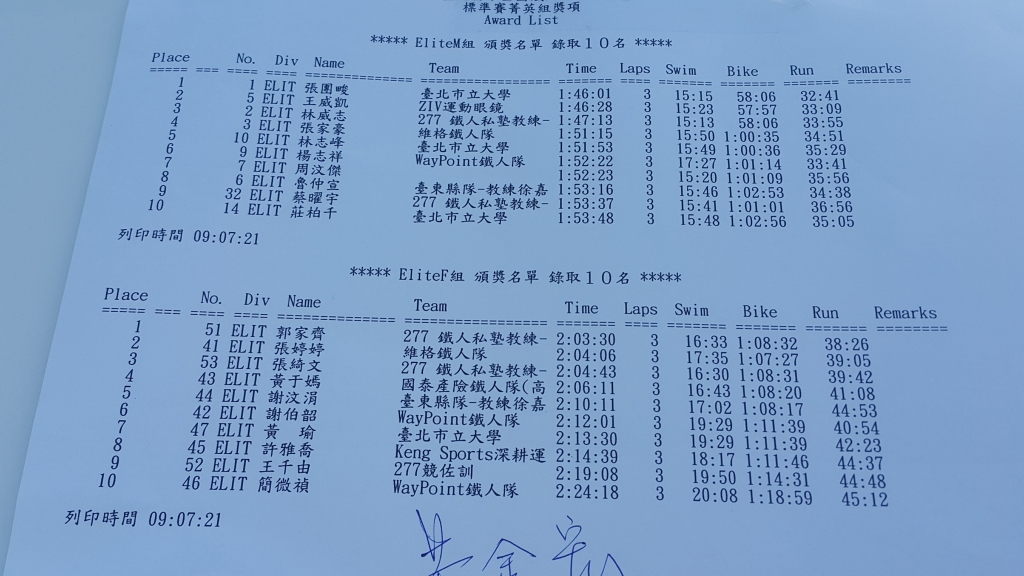 標準賽菁英組獎項
Award List
***** EliteM組 頒獎名單 錄取10名 *****
Place No. Div Name Team Time Laps Swim Bike Run Remarks
1 1 ELIT 張團畯 臺北市立大學 1:46:01 3 15:15 58:06 32:41
2 5 ELIT 王威凱 ZIV運動眼鏡 1:46:28 3 15:23 57:57 33:09
3 2 ELIT 林威志 277 鐵人私塾教練- 1:47:13 3 15:13 58:06 33:55
4 3 ELIT 張家豪 維格鐵人隊 1:51:15 3 15:50 1:00:35 34:51
5 10 ELIT 林志峰 臺北市立大學 1:51:53 3 15:49 1:00:36 35:29
6 9 ELIT 楊志祥 WayPoint鐵人隊 1:52:22 3 17:27 1:01:14 33:41
7 7 ELIT 周汶傑 1:52:23 3 15:20 1:01:09 35:56
8 6 ELIT 魯仲宣 臺東縣隊-教練徐嘉 1:53:16 3 15:46 1:02:53 34:38
9 32 ELIT 蔡曜宇 277 鐵人私塾教練- 1:53:37 3 15:41 1:01:01 36:56
10 14 ELIT 莊柏千 臺北市立大學 1:53:48 3 15:48 1:02:56 35:05
列印時間 09:07:21
***** EliteF組 頒獎名單 錄取10名 *****
Place No. Div Name Team Time Laps Swim Bike Run Remarks
1 51 ELIT 郭家齊 277 鐵人私塾教練- 2:03:30 3 16:33 1:08:32 38:26
2 41 ELIT 張婷婷 維格鐵人隊 2:04:06 3 17:35 1:07:27 39:05
3 53 ELIT 張綺文 277 鐵人私塾教練- 2:04:43 3 16:30 1:08:31 39:42
4 43 ELIT 黃于嫣 國泰產險鐵人隊(高 2:06:11 3 16:43 1:08:20 41:08
5 44 ELIT 謝汶涓 臺東縣隊-教練徐嘉 2:10:11 3 17:02 1:08:17 44:53
6 42 ELIT 謝伯韶 WayPoint鐵人隊 2:12:01 3 19:29 1:11:39 40:54
7 47 ELIT 黃 瑜 臺北市立大學 2:13:30 3 19:29 1:11:39 42:23
8 45 ELIT 許雅喬 Keng Sports深耕運 2:14:39 3 18:17 1:11:46 44:37
9 52 ELIT 王千由 277競佐訓 2:19:08 3 19:50 1:14:31 44:48
10 46 ELIT 簡微禎 WayPoint鐵人隊 2:24:18 3 20:08 1:18:59 45:12
列印時間 09:07:21